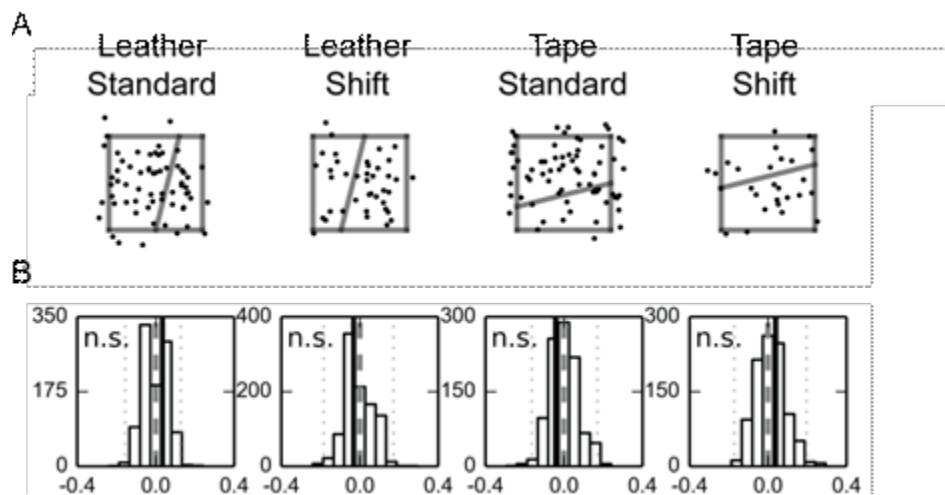 A
Leather Leather Tape Tape
Standard Shift Standard Shift
B
350 400 300 300
n.s. n.s. n.s. n.s.
175 200 150 150
0 0 0 0
-0.4 0.0 0.4 -0.4 0.0 0.4 -0.4 0.0 0.4 -0.4 0.0 0.4